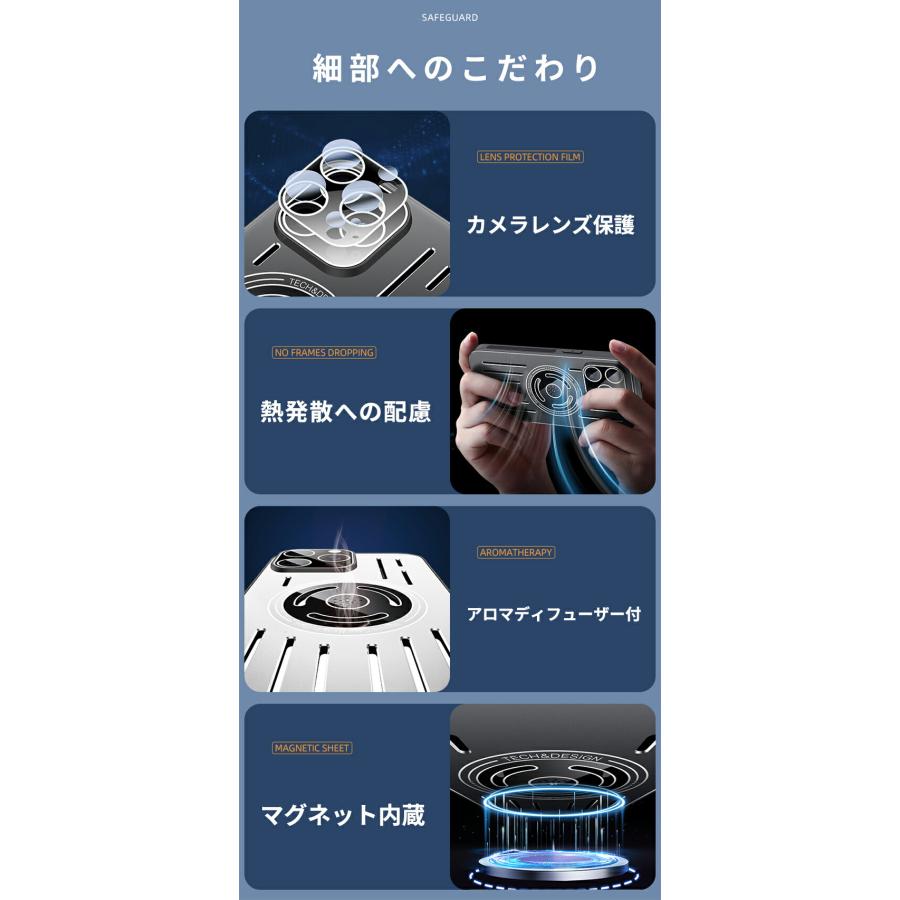 SAFEGUARD
細部へのこだわり
LENS PROTECTION FILM
カメラレンズ保護
TECH&DESIGN
NO FRAMES DROPPING
熱発散への配慮
AROMATHERAPY
アロマディフューザー付
MAGNETIC SHEET
マグネット内蔵
TECH&DESIGN